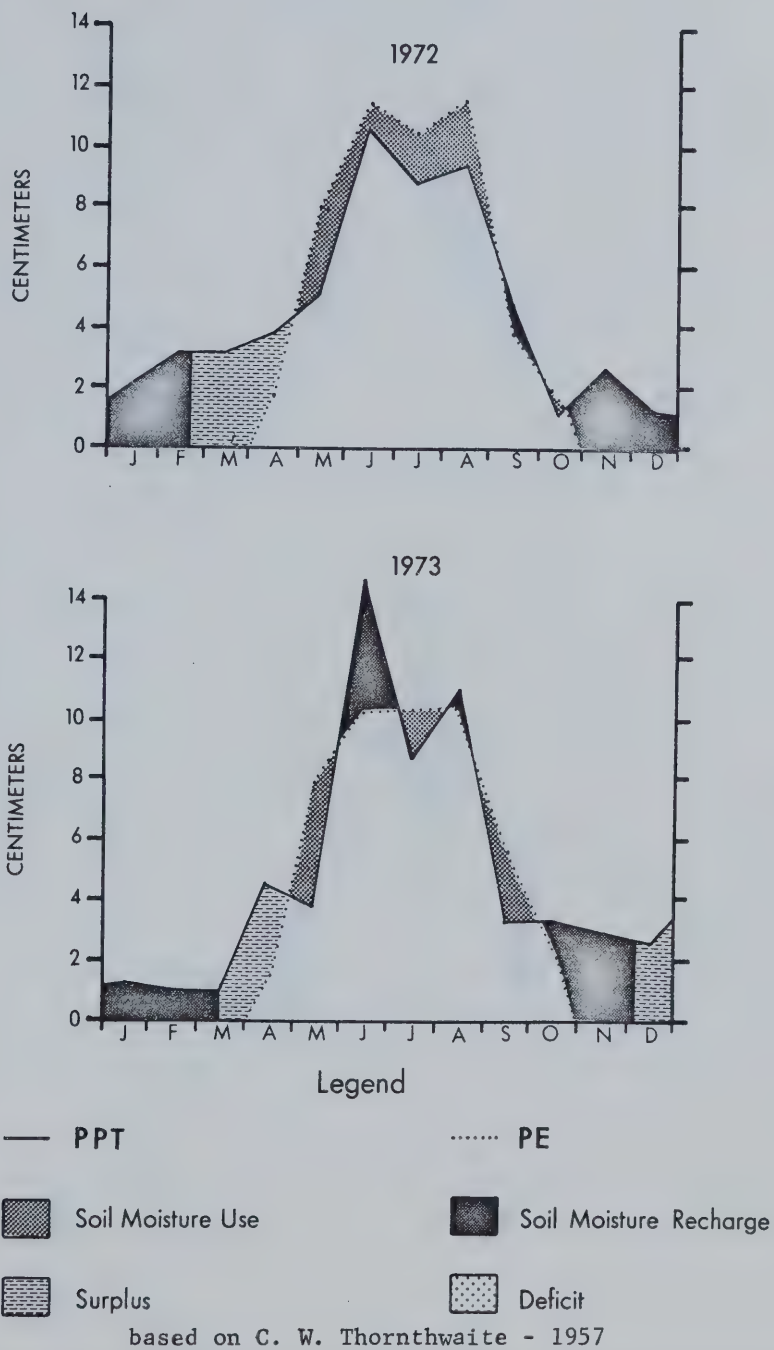 1972
CENTIMETERS
14
12
10
8
6
4
2
0
J F M A M J J A S O N D
1973
CENTIMETERS
14
12
10
8
6
4
2
0
J F M A M J J A S O N D
Legend
PPT PE
Soil Moisture Use Soil Moisture Recharge
Surplus Deficit
based on C. W. Thornthwaite - 1957